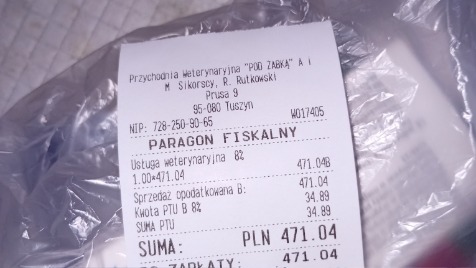 Przychodnia Weterynaryjna "POD ŻABKĄ" A i
M. Sikorscy, R. Rutkowski
Prusa 9
95-080 Tuszyn
NIP: 728-250-90-65 W017405
PARAGON FISKALNY
Usługa weterynaryjna 8%
1.00×471.04 471.04B
Sprzedaż opodatkowana B: 471.04
Kwota PTU B 8% 34.89
SUMA PTU 34.89
SUMA: PLN 471.04
DO ZAPŁATY: 471.04